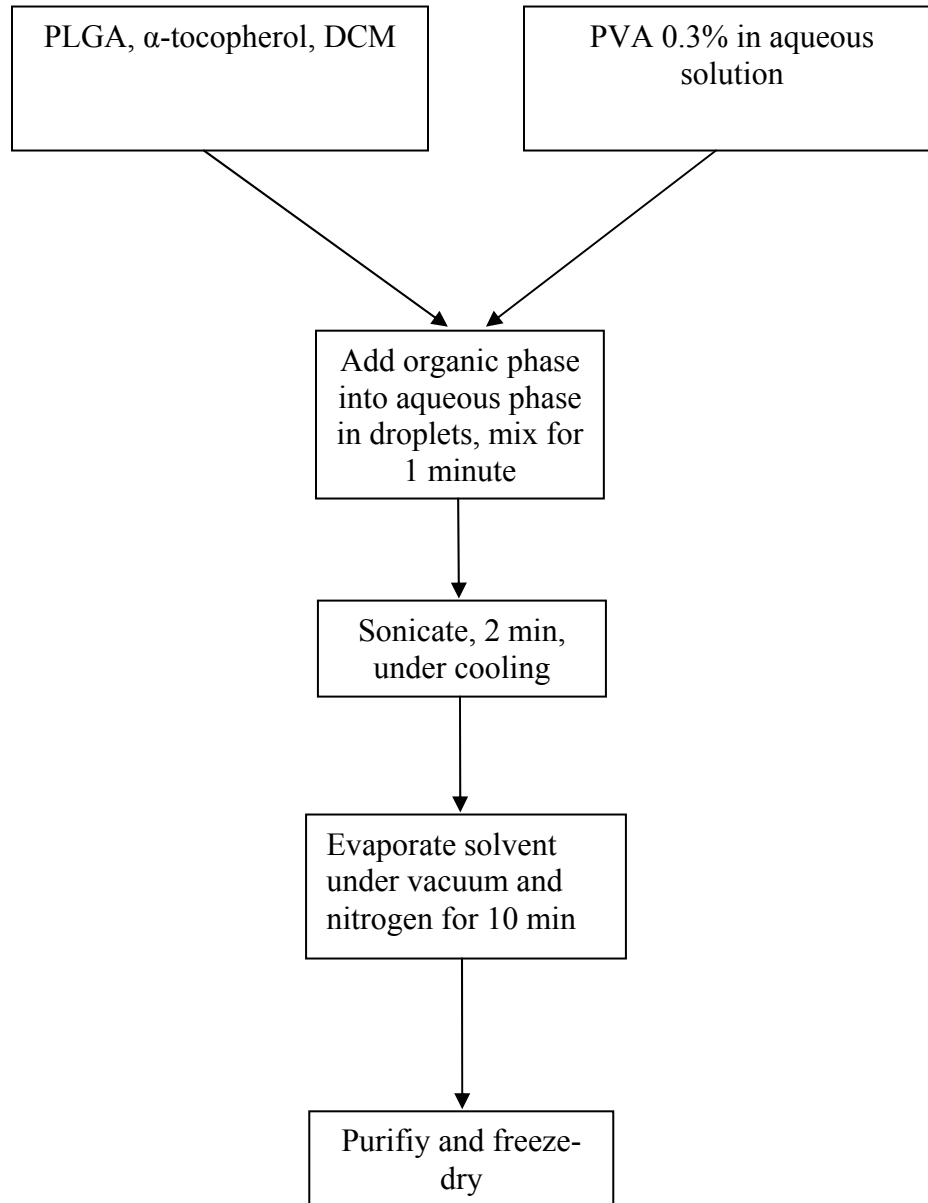 PLGA, α-tocopherol, DCM
PVA 0.3% in aqueous
solution
Add organic phase
into aqueous phase
in droplets, mix for
1 minute
Sonicate, 2 min,
under cooling
Evaporate solvent
under vacuum and
nitrogen for 10 min
Purifiy and freeze-
dry